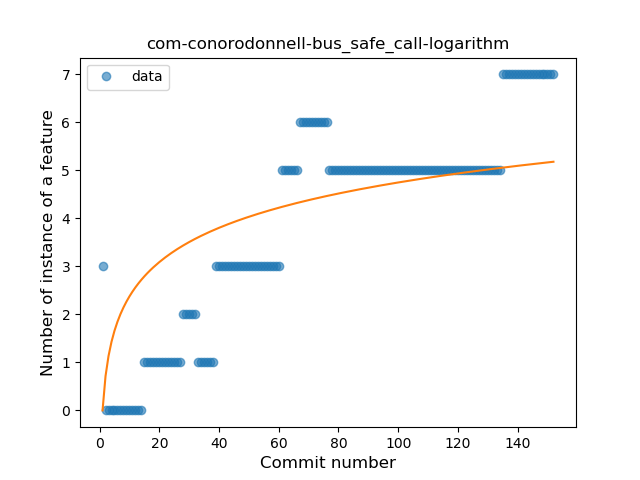 com-conorodonnell-bus_safe_call-logarithm
data
Number of instance of a feature
7
6
5
4
3
2
1
0
0 20 40 60 80 100 120 140
Commit number